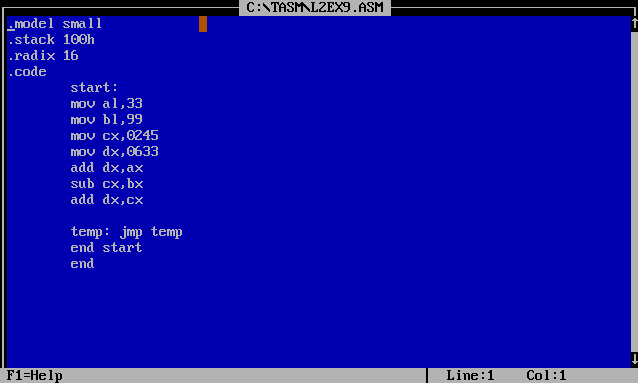 C:\TASM\L2EX9.ASM
.model small
.stack 100h
.radix 16
.code
start:
mov al,33
mov bl,99
mov cx,0245
mov dx,0633
add dx,ax
sub cx,bx
add dx,cx
temp: jmp temp
end start
end
F1=Help Line:1 Col:1